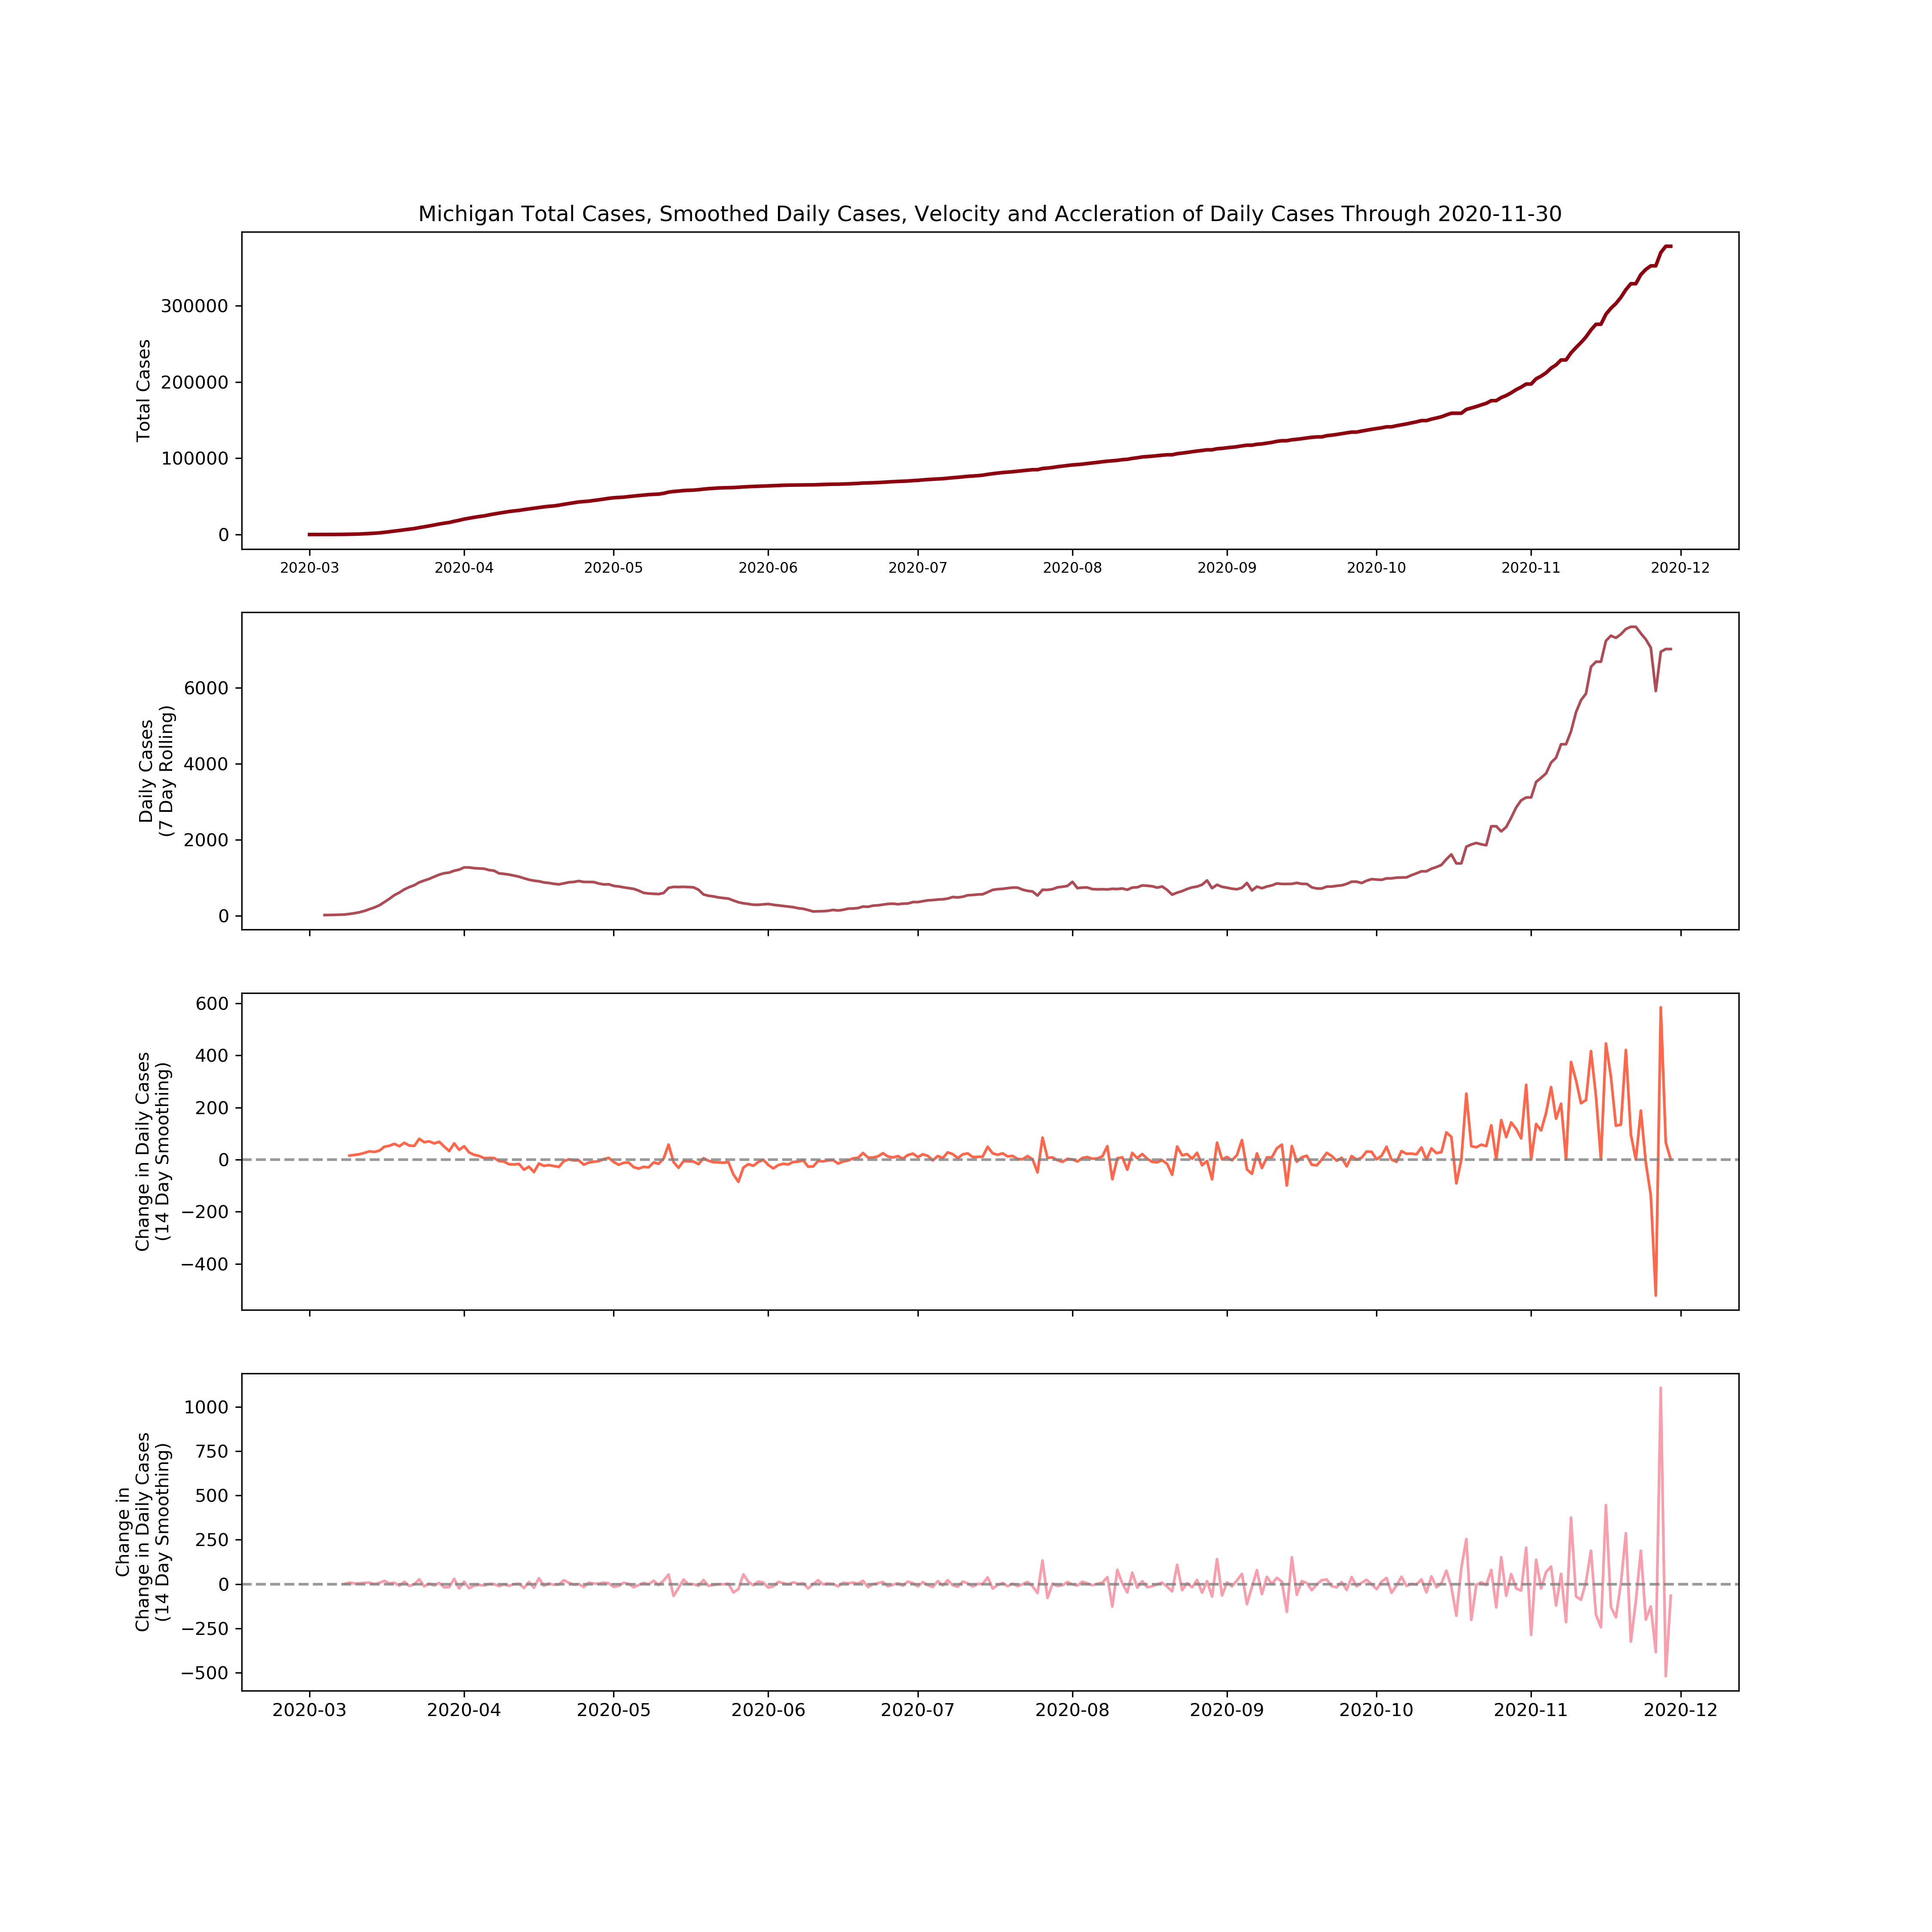 Michigan Total Cases, Smoothed Daily Cases, Velocity and Accleration of Daily Cases Through 2020-11-30
Total Cases
300000
200000
100000
0
2020-03 2020-04 2020-05 2020-06 2020-07 2020-08 2020-09 2020-10 2020-11 2020-12
Daily Cases
(7 Day Rolling)
6000
4000
2000
0
Change in Daily Cases
(14 Day Smoothing)
600
400
200
0
−200
−400
Change in
Change in Daily Cases
(14 Day Smoothing)
1000
750
500
250
0
−250
−500
2020-03 2020-04 2020-05 2020-06 2020-07 2020-08 2020-09 2020-10 2020-11 2020-12